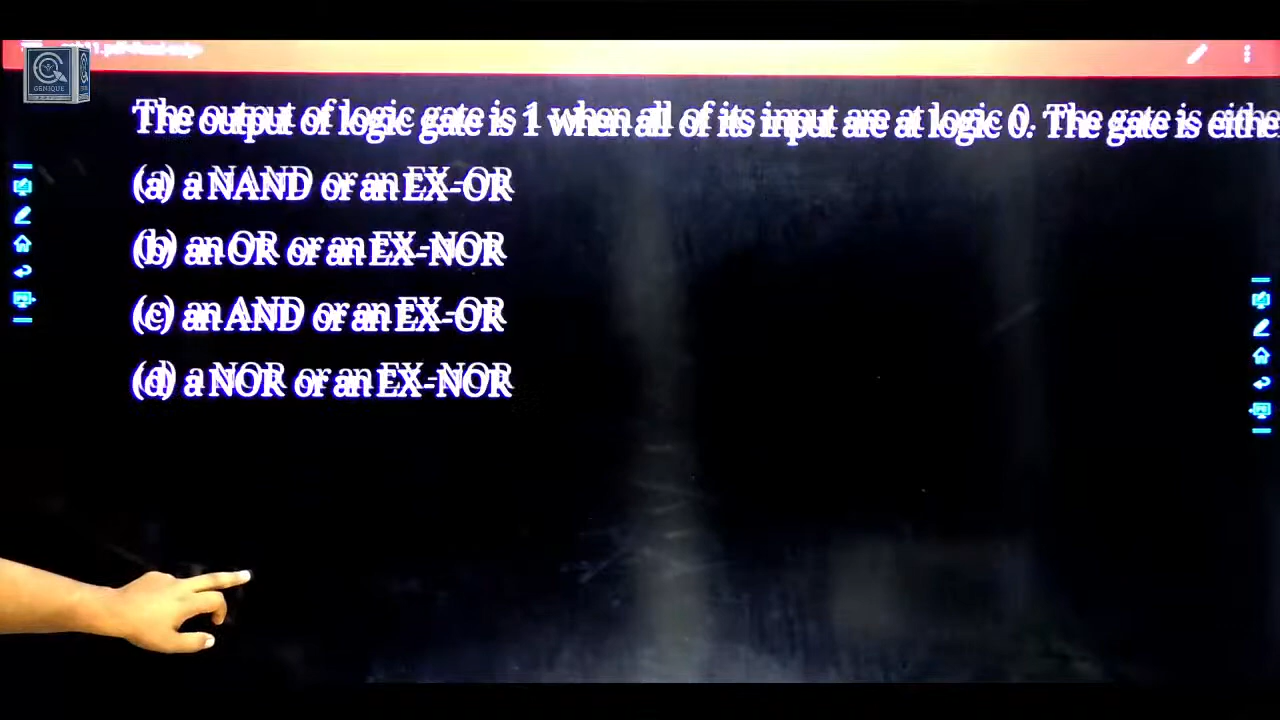 GENIQUE
The output of logic gate is 1 when all of its input are at logic 0. The gate is eithe
(a) a NAND or an EX-OR
(b) an OR or an EX-NOR
(c) an AND or an EX-OR
(d) a NOR or an EX-NOR